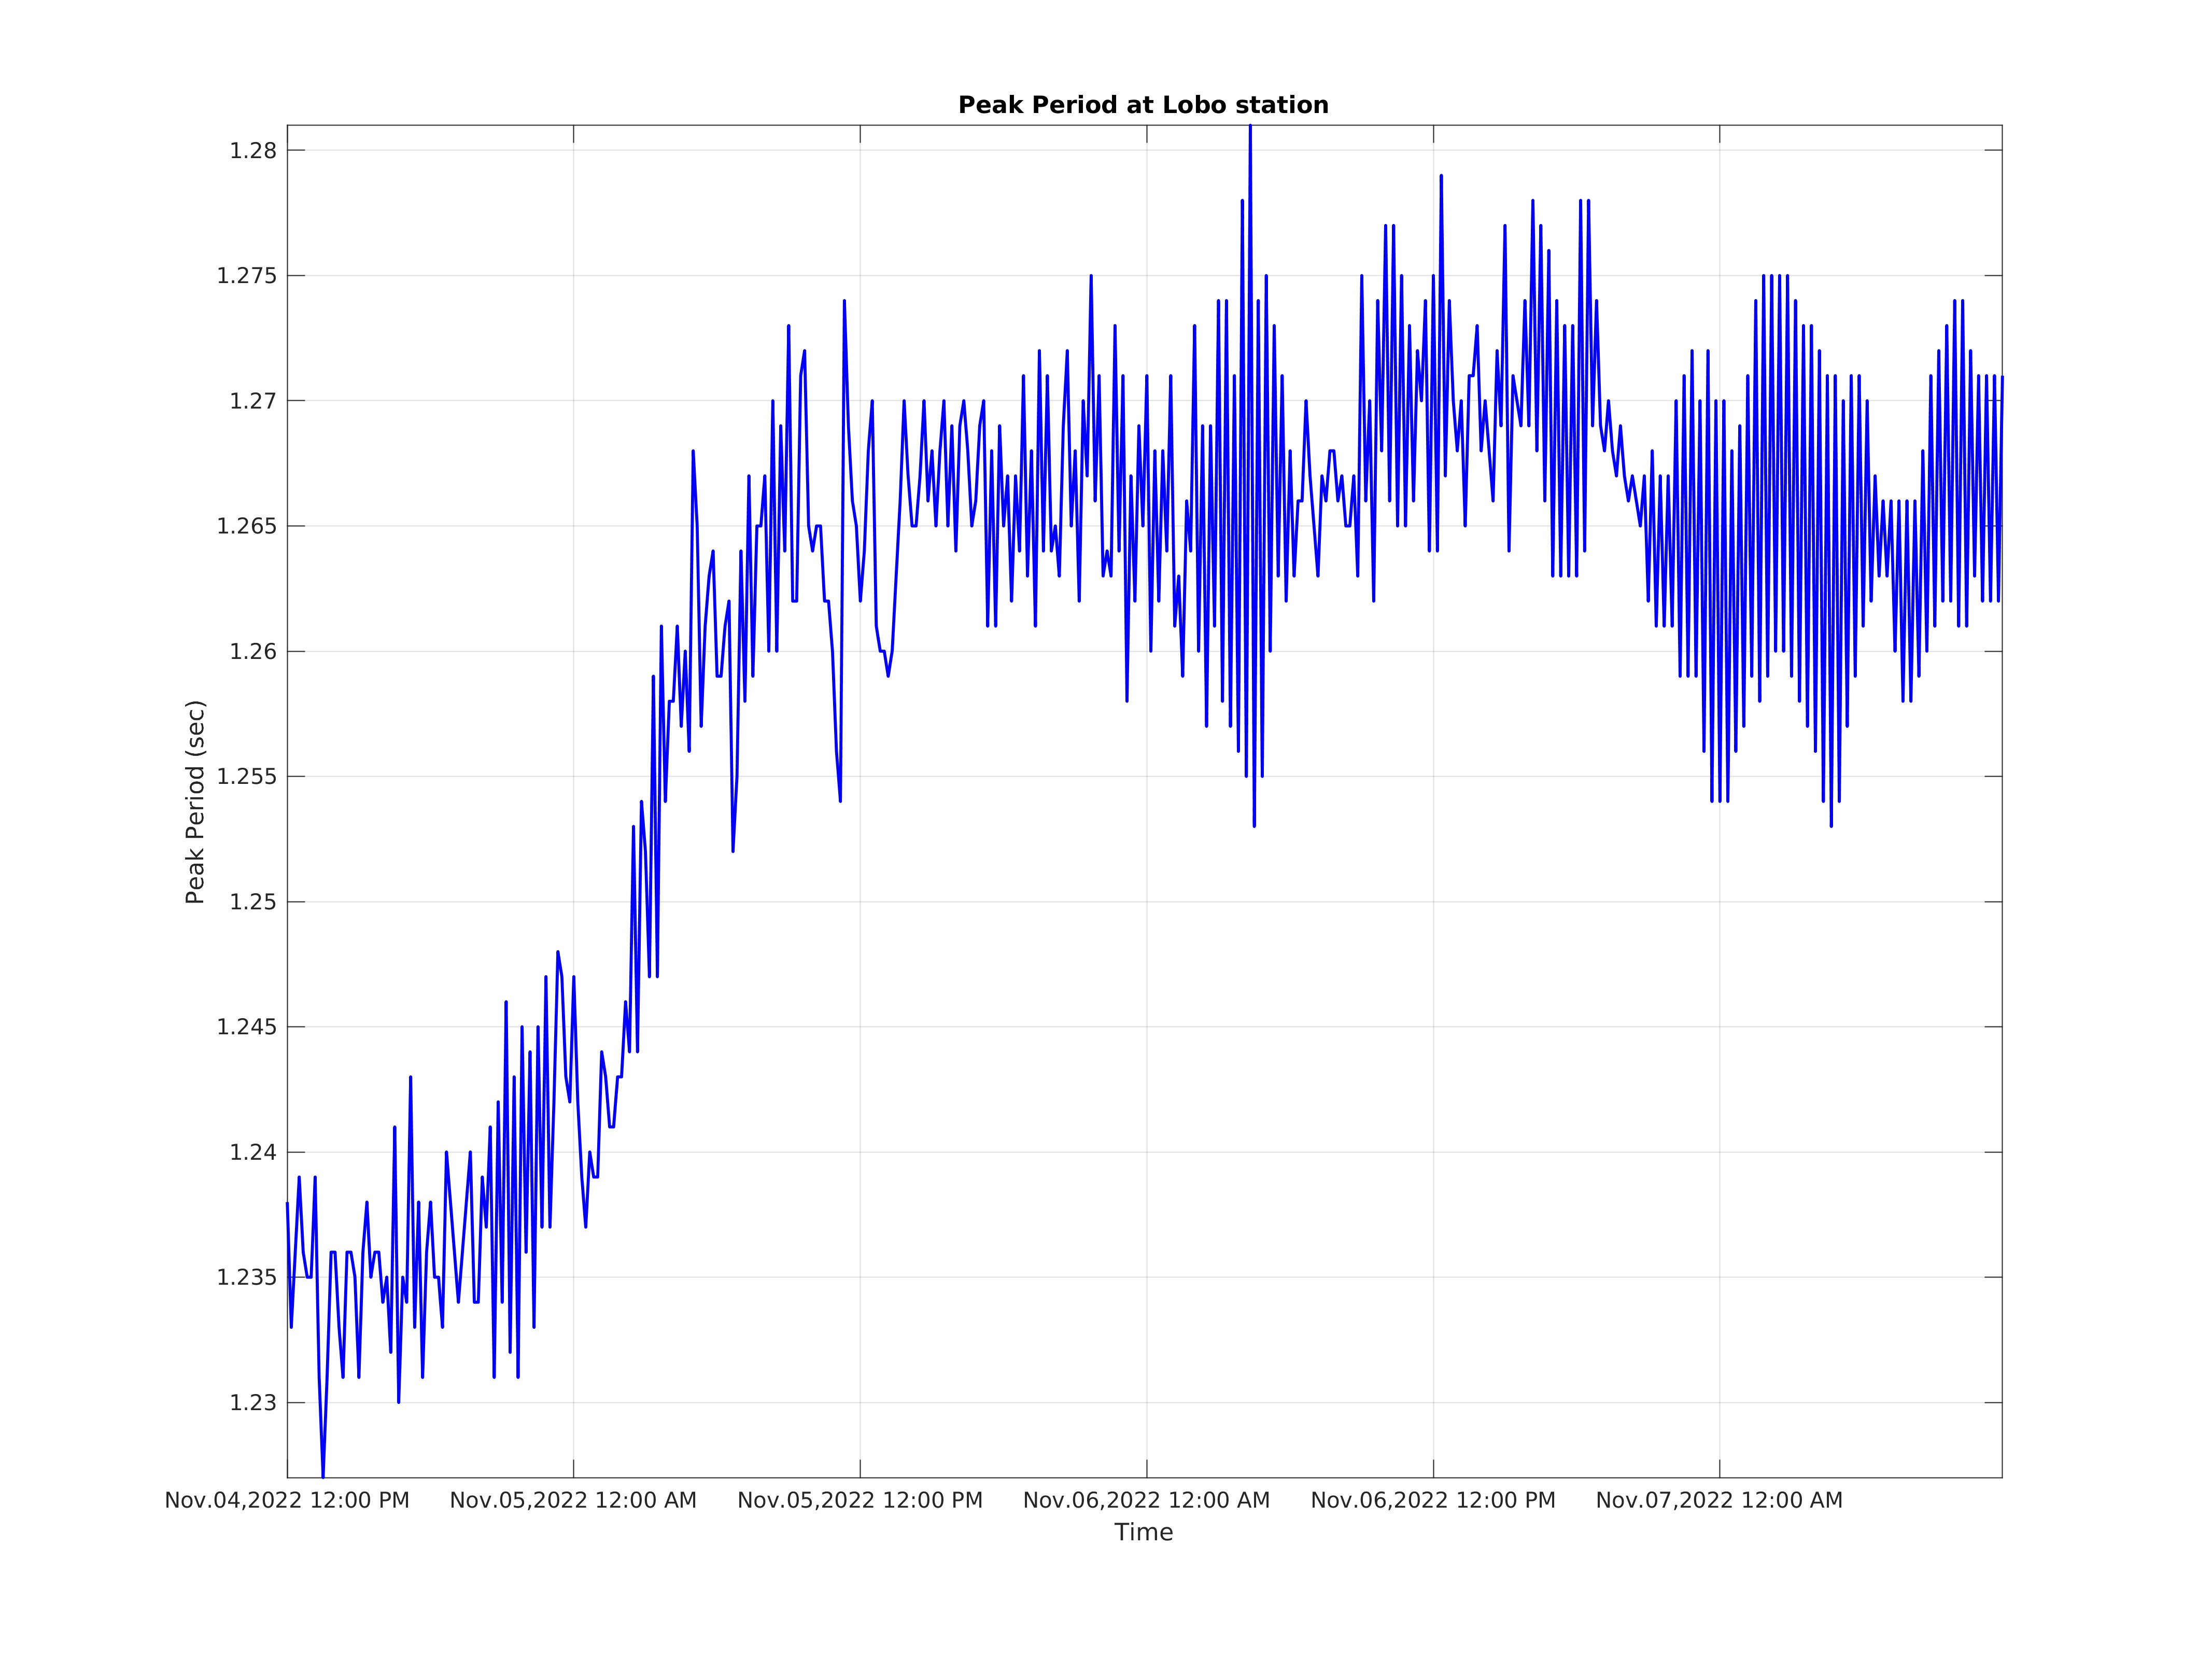 Peak Period at Lobo station
1.28
1.275
1.27
1.265
1.26
1.255
1.25
1.245
1.24
1.235
1.23
Peak Period (sec)
Nov.04,2022 12:00 PM
Nov.05,2022 12:00 AM
Nov.05,2022 12:00 PM
Nov.06,2022 12:00 AM
Nov.06,2022 12:00 PM
Nov.07,2022 12:00 AM
Time